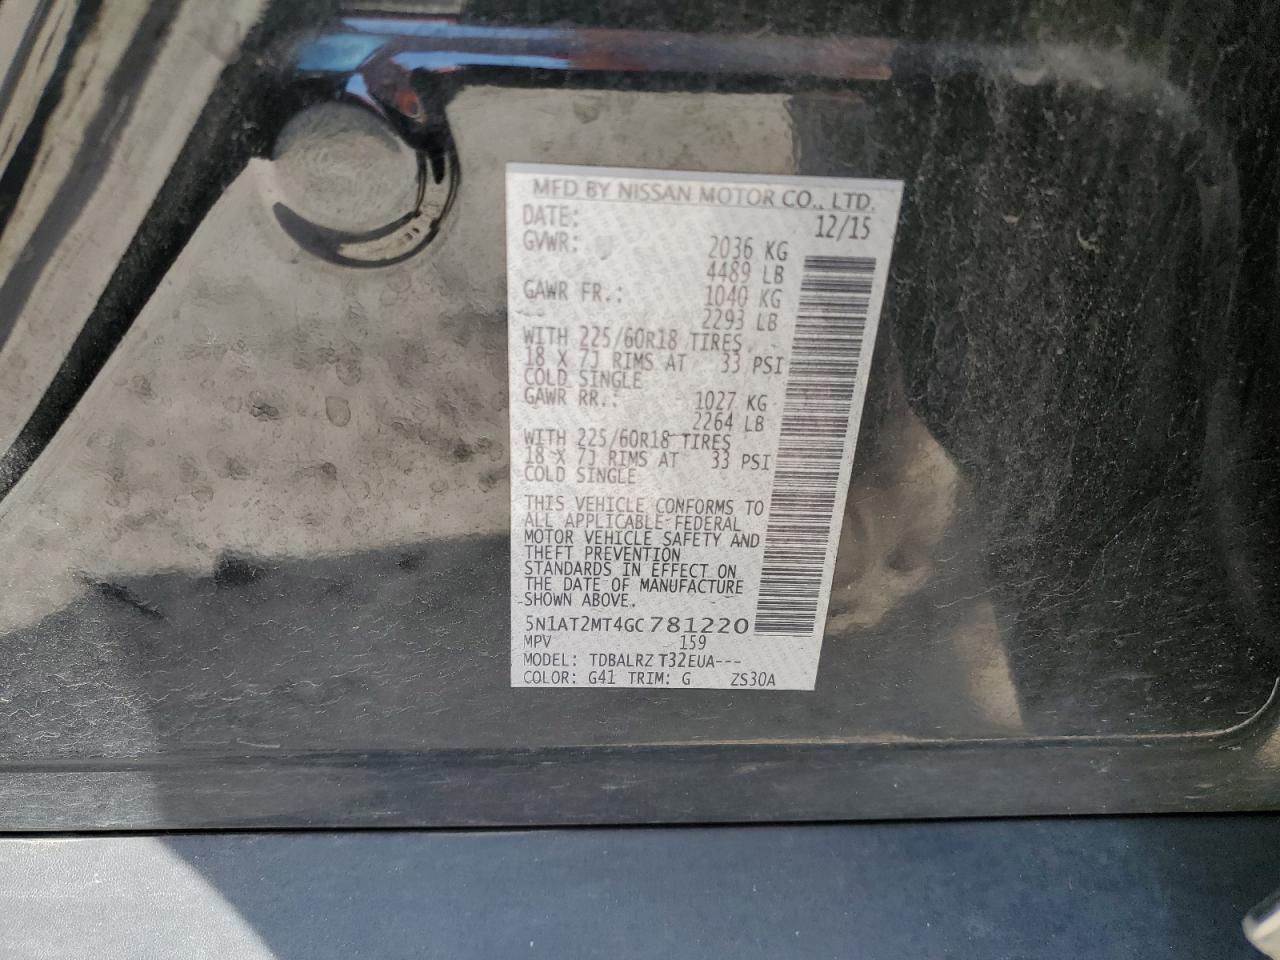 MFD BY NISSAN MOTOR CO., LTD.
DATE: 12/15
GVWR: 2036 KG
4489 LB
GAWR FR.: 1040 KG
2293 LB
WITH 225/60R18 TIRES
18 X 7J RIMS AT 33 PSI
COLD SINGLE
GAWR RR.: 1027 KG
2264 LB
WITH 225/60R18 TIRES
18 X 7J RIMS AT 33 PSI
COLD SINGLE
THIS VEHICLE CONFORMS TO
ALL APPLICABLE FEDERAL
MOTOR VEHICLE SAFETY AND
THEFT PREVENTION
STANDARDS IN EFFECT ON
THE DATE OF MANUFACTURE
SHOWN ABOVE.
5N1AT2MT4GC781220
MPV 159
MODEL: TDBALRZ T32EUA---
COLOR: G41 TRIM: G ZS30A